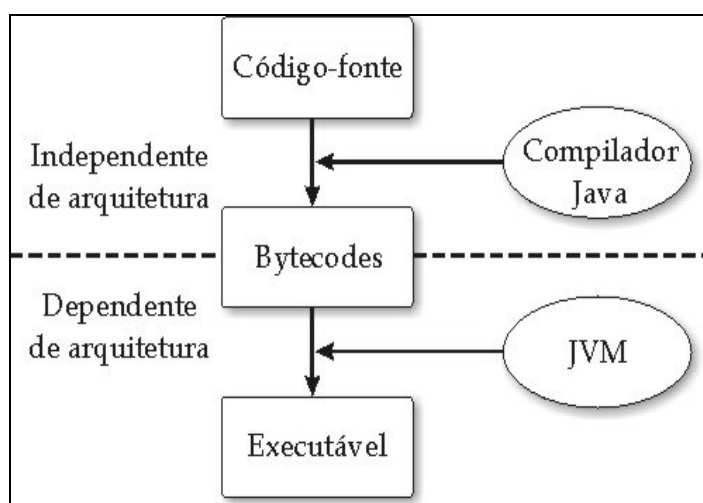 Código-fonte
Independente
de arquitetura
Compilador
Java
Bytecodes
Dependente
de arquitetura
JVM
Executável